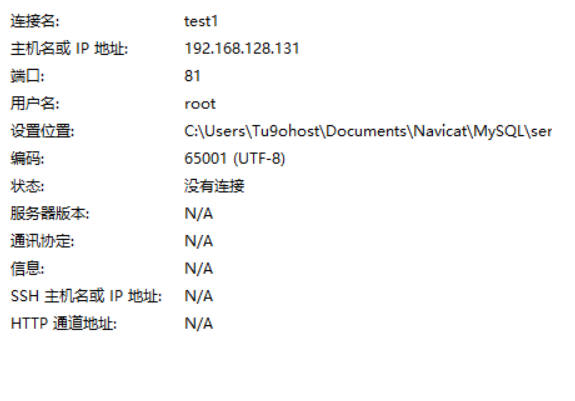 连接名: test1
主机名或 IP 地址: 192.168.128.131
端口: 81
用户名: root
设置位置: C:\Users\Tu9ohost\Documents\Navicat\MySQL\ser
编码: 65001 (UTF-8)
状态: 没有连接
服务器版本: N/A
通讯协定: N/A
信息: N/A
SSH 主机名或 IP 地址: N/A
HTTP 通道地址: N/A